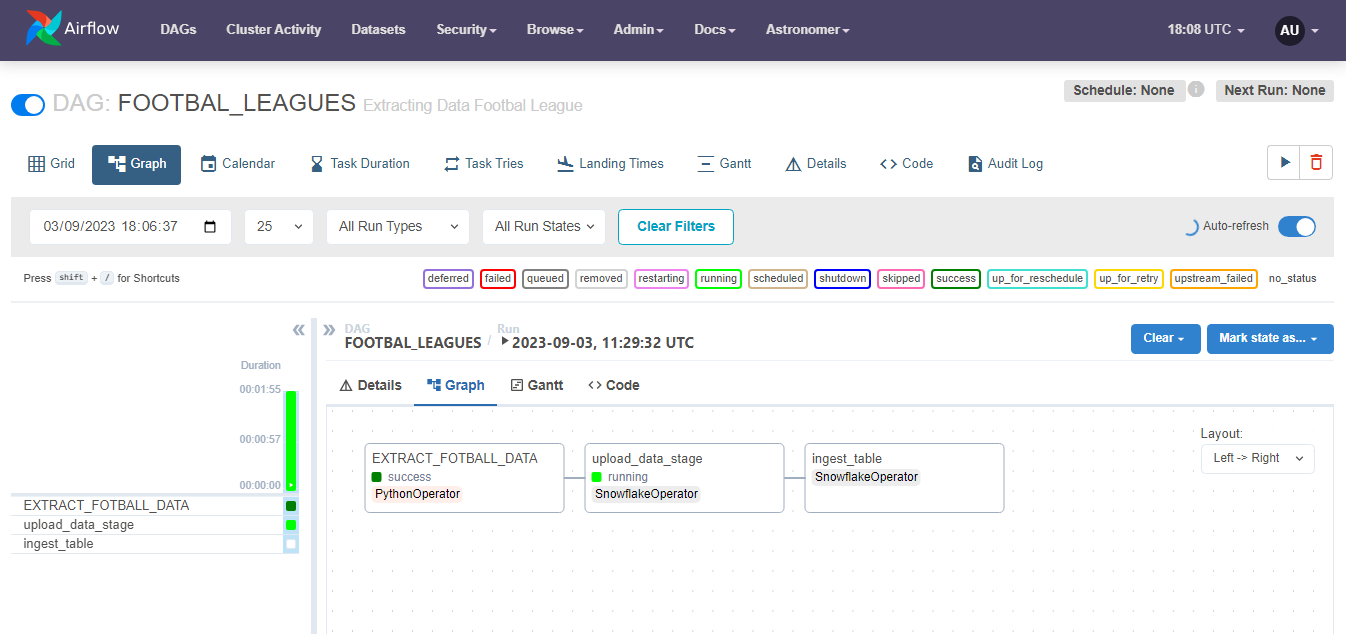 Airflow DAGs Cluster Activity Datasets Security Browse Admin Docs Astronomer 18:08 UTC AU
DAG: FOOTBAL_LEAGUES Extracting Data Footbal League
Schedule: None i Next Run: None
Grid Graph Calendar Task Duration Task Tries Landing Times Gantt Details Code Audit Log
03/09/2023 18:06:37 25 All Run Types All Run States Clear Filters Auto-refresh
Press shift + / for Shortcuts
deferred failed queued removed restarting running scheduled shutdown skipped success up_for_reschedule up_for_retry upstream_failed no_status
Duration
00:01:55
00:00:57
00:00:00
EXTRACT_FOTBALL_DATA
upload_data_stage
ingest_table
DAG Run
FOOTBAL_LEAGUES / 2023-09-03, 11:29:32 UTC
Clear Mark state as...
Details Graph Gantt Code
EXTRACT_FOTBALL_DATA
success
PythonOperator
upload_data_stage
running
SnowflakeOperator
ingest_table
SnowflakeOperator
Layout:
Left -> Right